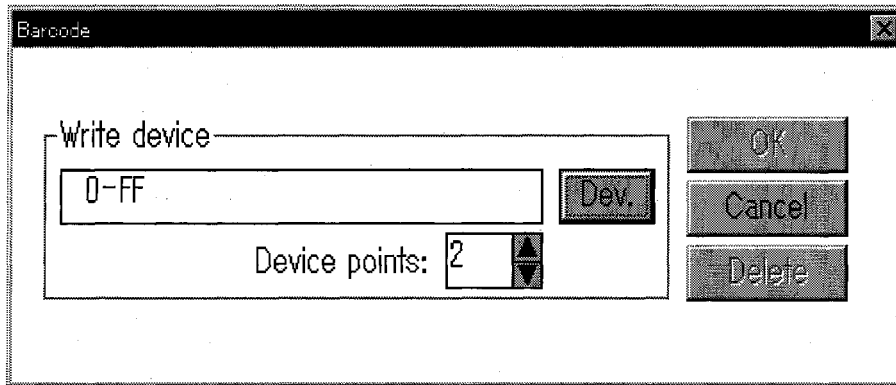 Barcode
Write device
0-FF
Dev.
Device points: 2
OK
Cancel
Delete